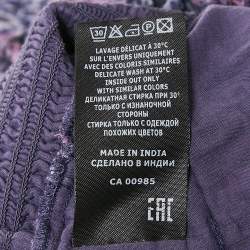 30
LAVAGE DÉLICAT À 30°C
SUR L'ENVERS UNIQUEMENT
AVEC DES COLORIS SIMILAIRES
DELICATE WASH AT 30°C
INSIDE OUT ONLY
WITH SIMILAR COLORS
ДЕЛИКАТНАЯ СТИРКА ПРИ 30°
ТОЛЬКО С ИЗНАНОЧНОЙ
СТОРОНЫ
СТИРКА ТОЛЬКО С ОДЕЖДОЙ
ПОХОЖИХ ЦВЕТОВ
MADE IN INDIA
СДЕЛАНО В ИНДИИ
CA 00985
EAC